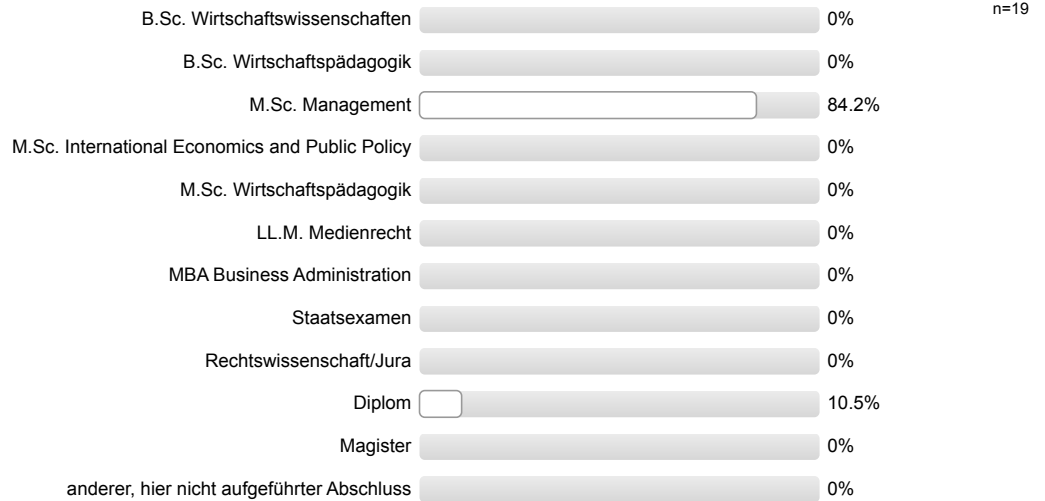 B.Sc. Wirtschaftswissenschaften 0% n=19
B.Sc. Wirtschaftspädagogik 0%
M.Sc. Management 84.2%
M.Sc. International Economics and Public Policy 0%
M.Sc. Wirtschaftspädagogik 0%
LL.M. Medienrecht 0%
MBA Business Administration 0%
Staatsexamen 0%
Rechtswissenschaft/Jura 0%
Diplom 10.5%
Magister 0%
anderer, hier nicht aufgeführter Abschluss 0%